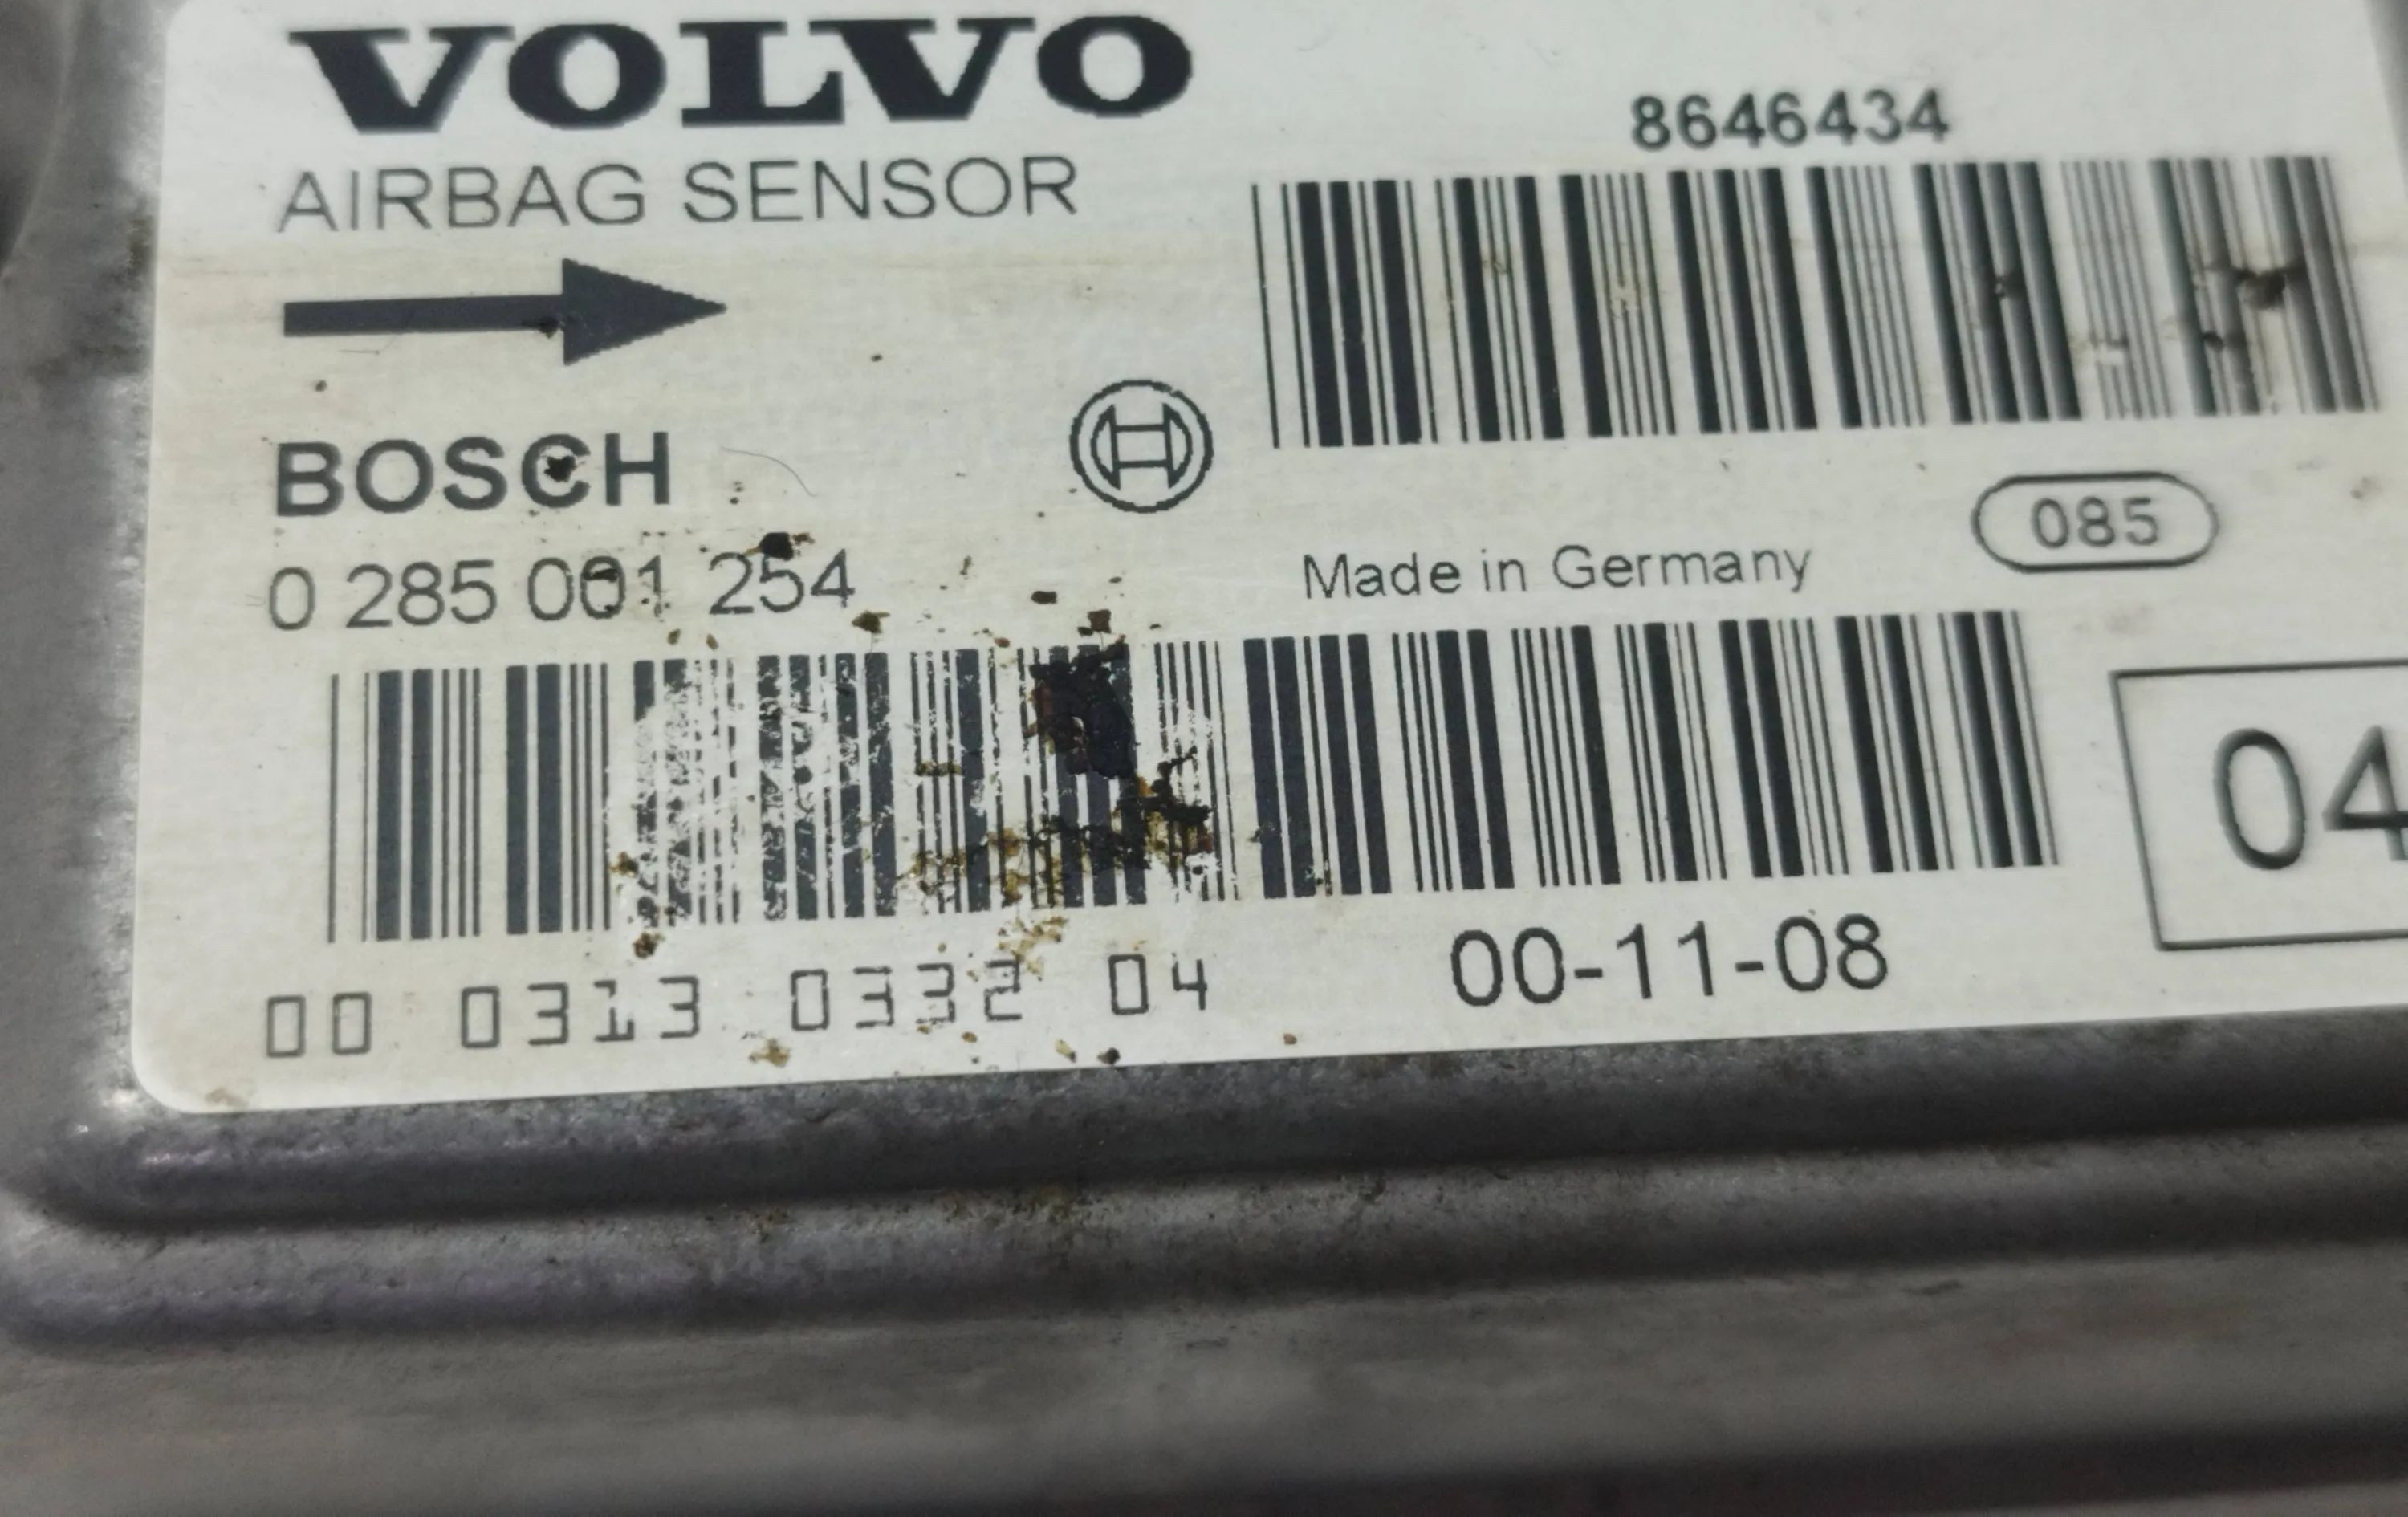 VOLVO
8646434
AIRBAG SENSOR
BOSCH
085
0 285 001 254
Made in Germany
04
00-11-08
00 0313 0332 04